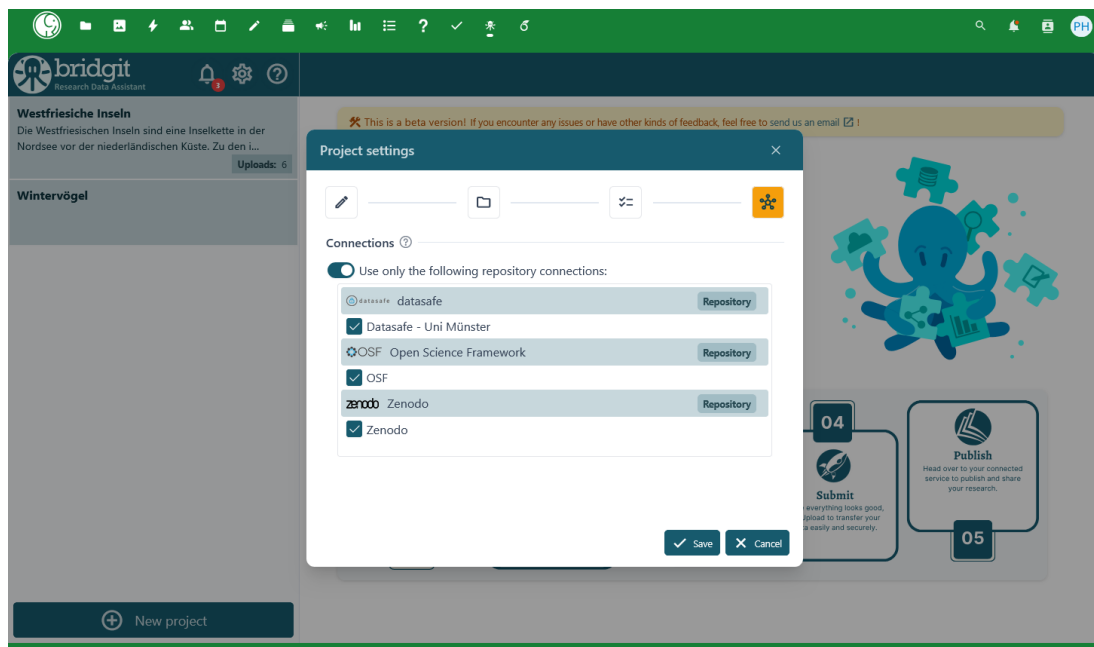 PH
bridgit
Research Data Assistant
3
Westfriesiche Inseln
Die Westfriesischen Inseln sind eine Inselkette in der
Nordsee vor der niederländischen Küste. Zu den i...
Uploads: 6
Wintervögel
New project
This is a beta version! If you encounter any issues or have other kinds of feedback, feel free to send us an email !
Project settings
Connections
Use only the following repository connections:
datasafe datasafe Repository
Datasafe - Uni Münster
OSF Open Science Framework Repository
OSF
zenodo Zenodo Repository
Zenodo
Save Cancel
04
Submit
everything looks good,
pload to transfer your
a easily and securely.
Publish
Head over to your connected
service to publish and share
your research.
05